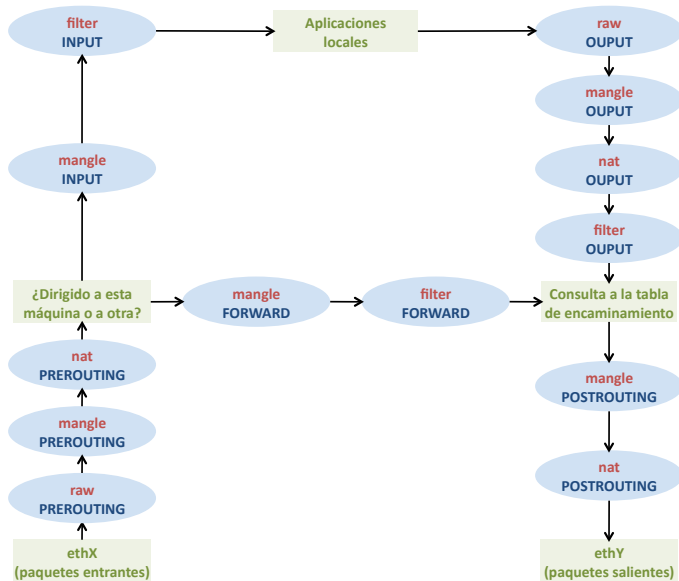 filter
INPUT
Aplicaciones
locales
raw
OUPUT
mangle
OUPUT
mangle
INPUT
nat
OUPUT
filter
OUPUT
¿Dirigido a esta
máquina o a otra?
mangle
FORWARD
filter
FORWARD
Consulta a la tabla
de encaminamiento
nat
PREROUTING
mangle
POSTROUTING
mangle
PREROUTING
raw
PREROUTING
nat
POSTROUTING
ethX
(paquetes entrantes)
ethY
(paquetes salientes)